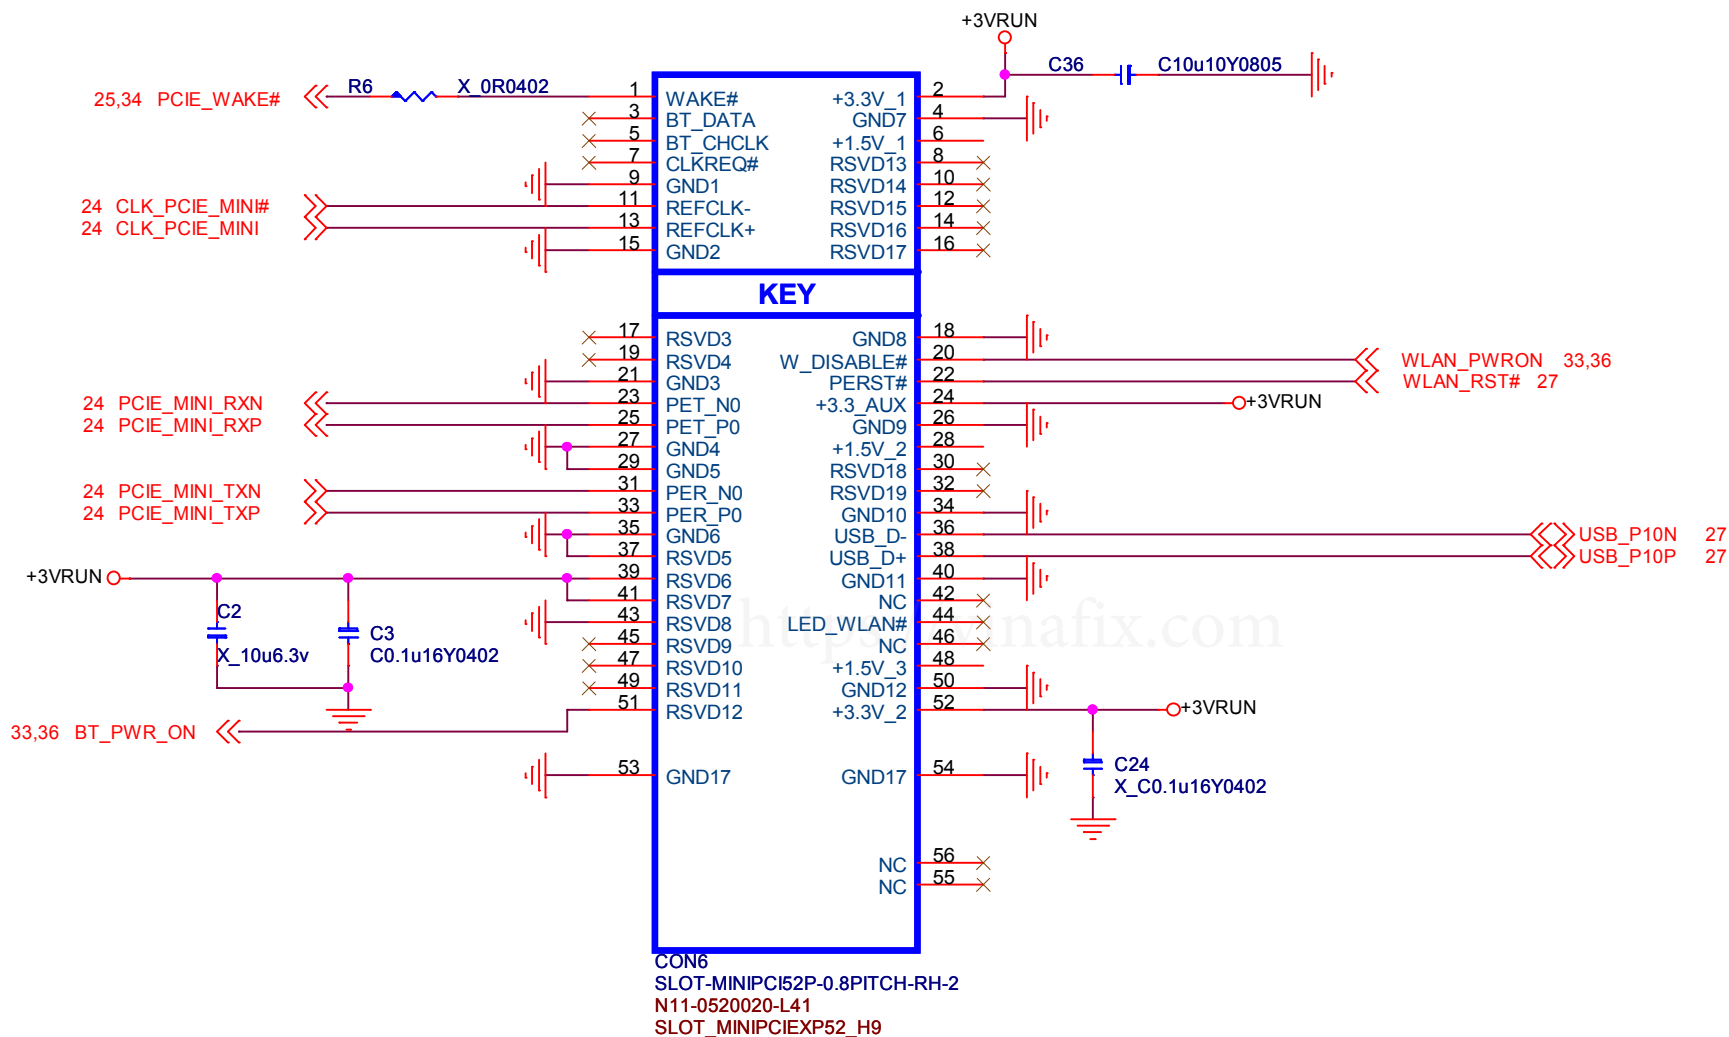 +3VRUN
C36 C10u10Y0805
25,34 PCIE_WAKE# R6 X_0R0402 1 WAKE# +3.3V_1 2
3 BT_DATA GND7 4
5 BT_CHCLK +1.5V_1 6
7 CLKREQ# RSVD13 8
9 GND1 RSVD14 10
24 CLK_PCIE_MINI# 11 REFCLK- RSVD15 12
24 CLK_PCIE_MINI 13 REFCLK+ RSVD16 14
15 GND2 RSVD17 16
KEY
17 RSVD3 GND8 18
19 RSVD4 W_DISABLE# 20 WLAN_PWRON 33,36
21 GND3 PERST# 22 WLAN_RST# 27
24 PCIE_MINI_RXN 23 PET_N0 +3.3_AUX 24 +3VRUN
24 PCIE_MINI_RXP 25 PET_P0 GND9 26
27 GND4 +1.5V_2 28
29 GND5 RSVD18 30
24 PCIE_MINI_TXN 31 PER_N0 RSVD19 32
24 PCIE_MINI_TXP 33 PER_P0 GND10 34
35 GND6 USB_D- 36 USB_P10N 27
37 RSVD5 USB_D+ 38 USB_P10P 27
+3VRUN 39 RSVD6 GND11 40
41 RSVD7 NC 42
C2 43 RSVD8 LED_WLAN# 44
C3 45 RSVD9 NC 46
X_10u6.3v C0.1u16Y0402 47 RSVD10 +1.5V_3 48
49 RSVD11 GND12 50
51 RSVD12 +3.3V_2 52 +3VRUN
33,36 BT_PWR_ON
53 GND17 GND17 54 C24
X_C0.1u16Y0402
NC 56
NC 55
CON6
SLOT-MINIPCI52P-0.8PITCH-RH-2
N11-0520020-L41
SLOT_MINIPCIEXP52_H9